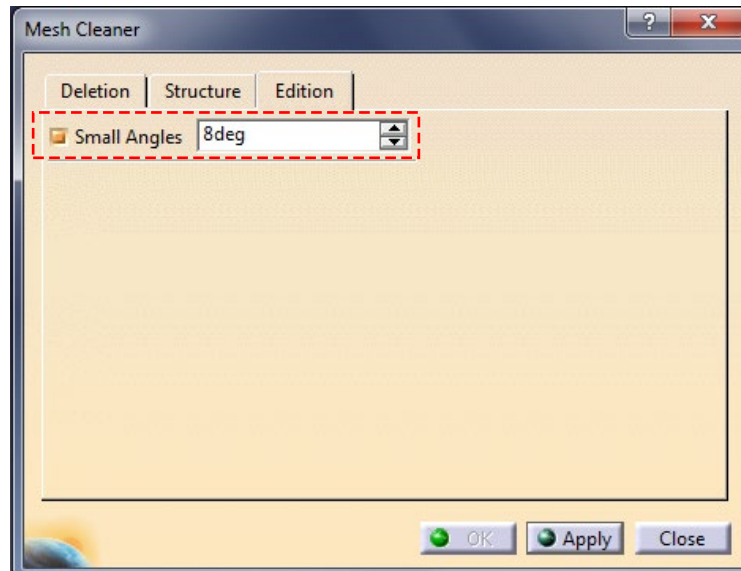 Mesh Cleaner
?
X
Deletion Structure Edition
Small Angles 8deg
OK Apply Close